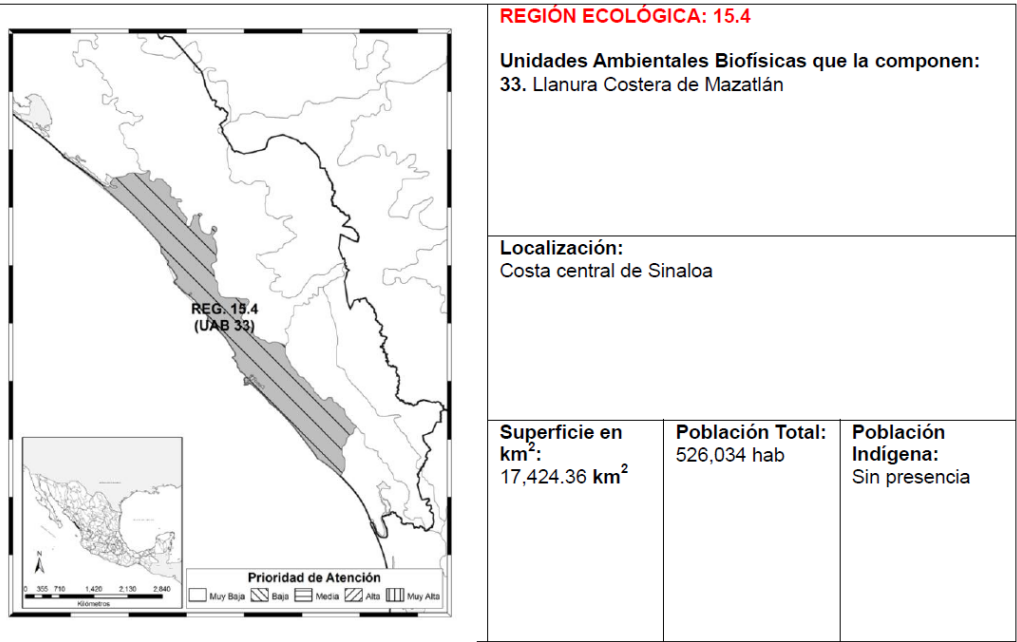 REGIÓN ECOLÓGICA: 15.4
Unidades Ambientales Biofísicas que la componen:
33. Llanura Costera de Mazatlán
REG. 15.4
(UAB 33)
Localización:
Costa central de Sinaloa
Superficie en
km²:
17,424.36 km²
Población Total:
526,034 hab
Población
Indígena:
Sin presencia
N
0 355 710 1,420 2,130 2,840
Kilómetros
Prioridad de Atención
Muy Baja Baja Media Alta Muy Alta